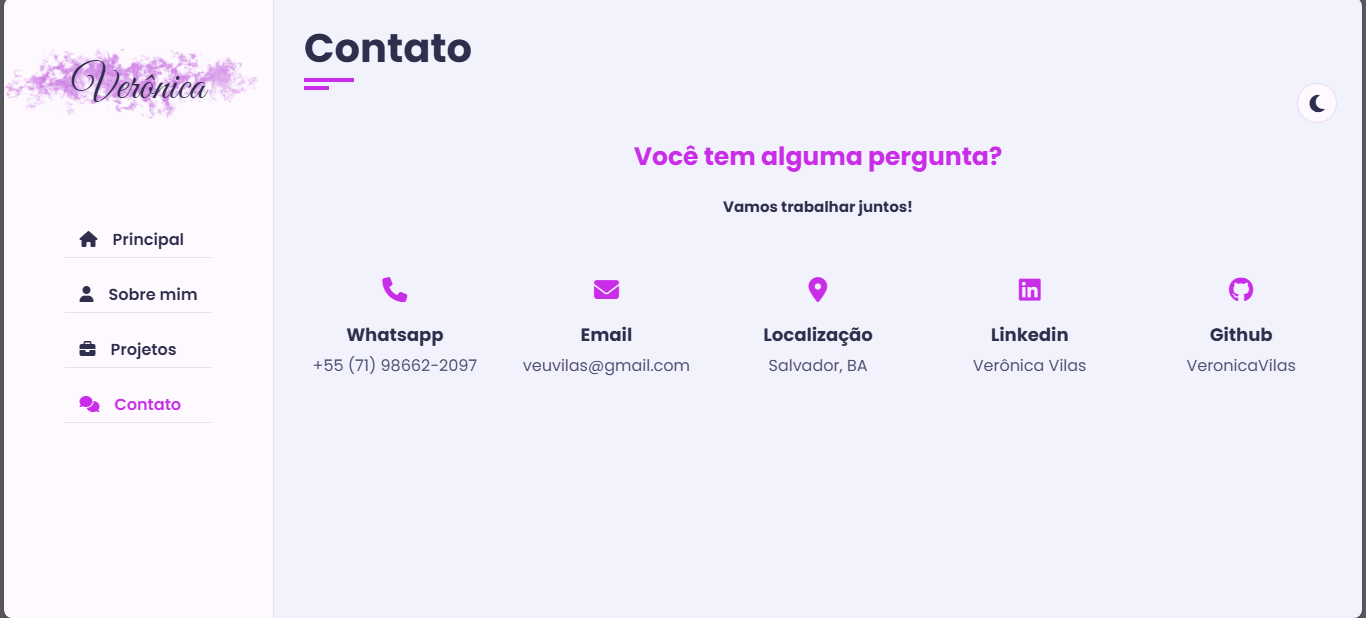 Verônica
Principal
Sobre mim
Projetos
Contato
Contato
Você tem alguma pergunta?
Vamos trabalhar juntos!
Whatsapp
+55 (71) 98662-2097
Email
veuvilas@gmail.com
Localização
Salvador, BA
Linkedin
Verônica Vilas
Github
VeronicaVilas